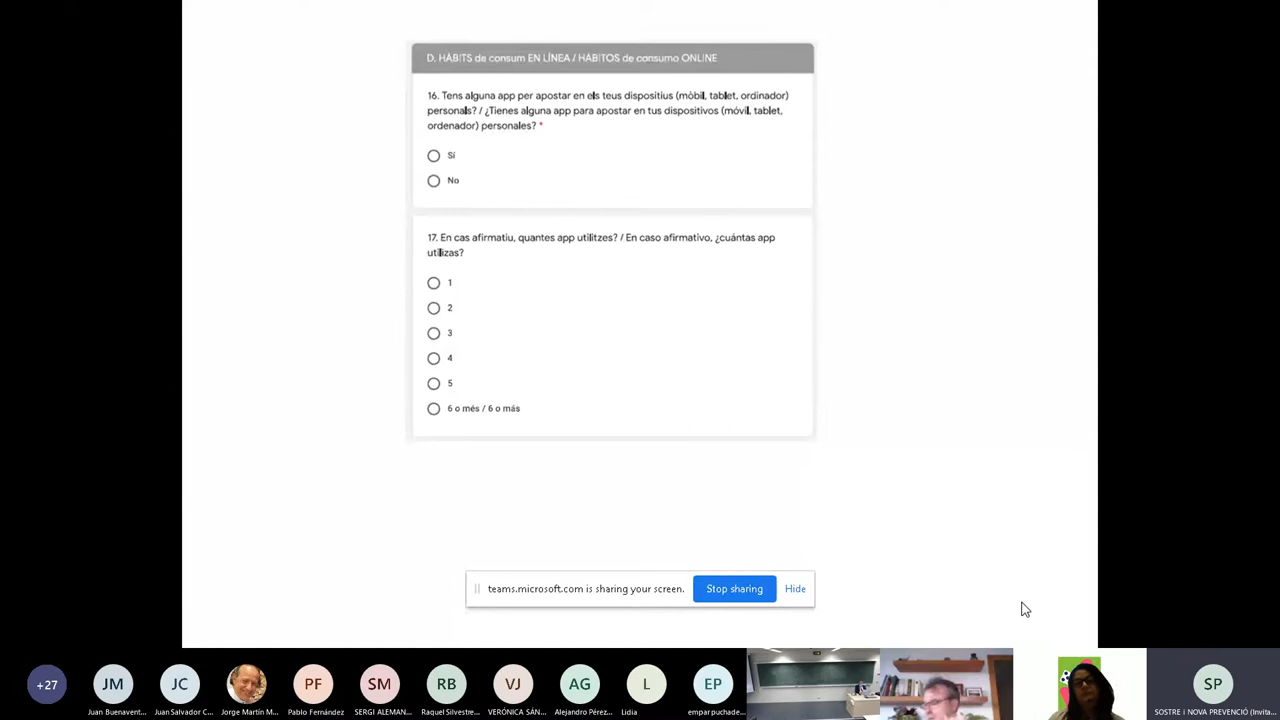 D. HÀBITS de consum EN LÍNEA / HÁBITOS de consumo ONLINE
16. Tens alguna app per apostar en els teus dispositius (mòbil, tablet, ordinador)
personals? / ¿Tienes alguna app para apostar en tus dispositivos (móvil, tablet,
ordenador) personales? *
Sí
No
17. En cas afirmatiu, quantes app utilitzes? / En caso afirmativo, ¿cuántas app
utilizas?
1
2
3
4
5
6 o més / 6 o más
teams.microsoft.com is sharing your screen.
Stop sharing
Hide
+27
JM
JC
PF
SM
RB
VJ
AG
L
EP
SP
Juan Buenavent...
Juan Salvador C...
Jorge Martín M...
Pablo Fernández
SERGI ALEMAN...
Raquel Silvestre...
VERÓNICA SÁN...
Alejandro Pérez...
Lidia
empar puchade...
SOSTRE i NOVA PREVENCIÓ (Invita...